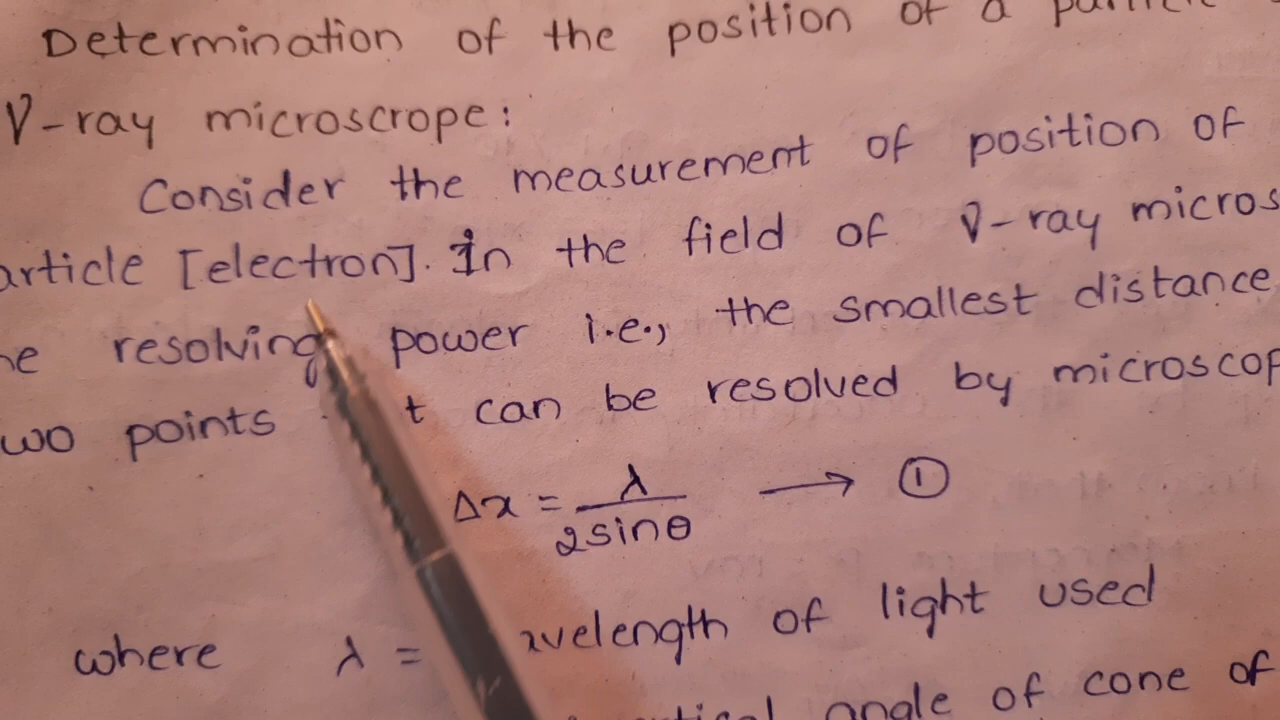 Determination of the position of a
γ-ray microscrope:
Consider the measurement of position of
article [electron]. In the field of γ-ray micros
he resolving power i.e., the smallest distance
wo points t can be resolved by microscop
Δx = λ / 2sinθ → ①
where λ = avelength of light used
angle of cone of